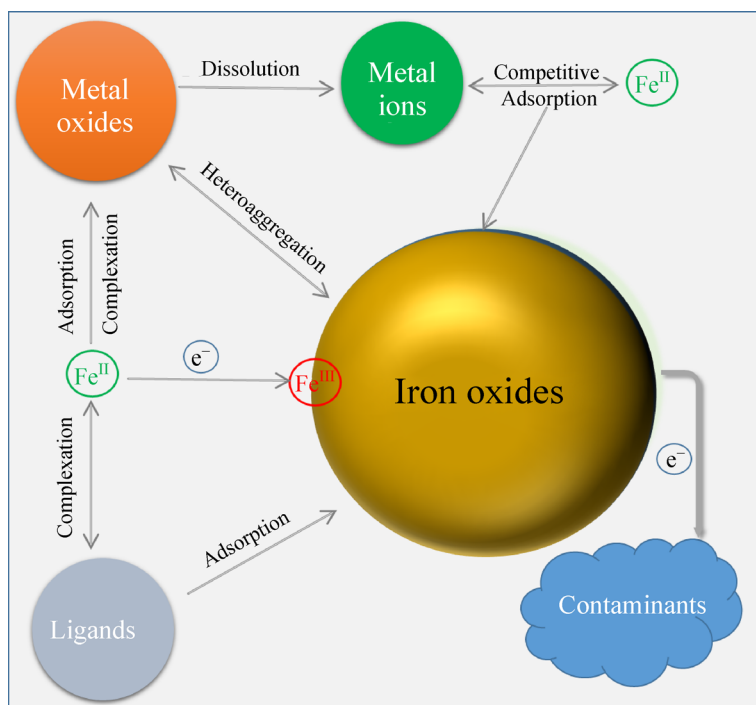 Metal
oxides
Dissolution
Metal
ions
Competitive
Adsorption
Fe^II
Heteroaggregation
Adsorption
Complexation
Fe^II
e⁻
Fe^III
Iron oxides
e⁻
Complexation
Adsorption
Ligands
Contaminants